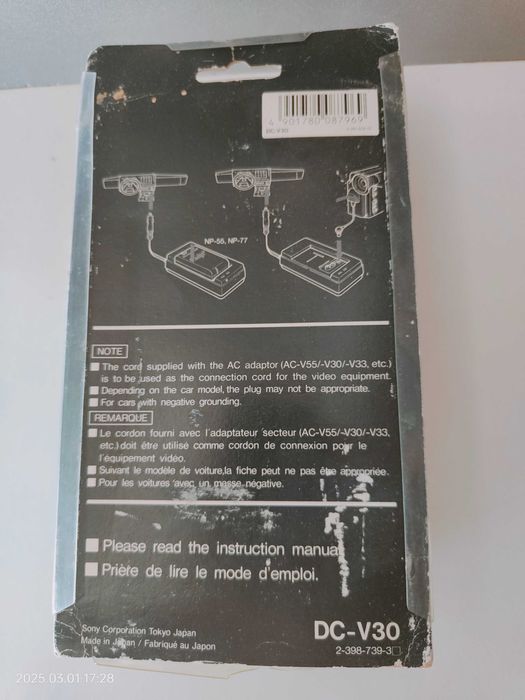 4 901780 087969
DC-V30
NP-55, NP-77
NOTE
■ The cord supplied with the AC adaptor (AC-V55/-V30/-V33, etc.)
is to be used as the connection cord for the video equipment.
■ Depending on the car model, the plug may not be appropriate.
■ For cars with negative grounding.
REMARQUE
■ Le cordon fourni avec l'adaptateur secteur (AC-V55/-V30/-V33,
etc.) doit être utilisé comme cordon de connexion pour le
l'équipement vidéo.
■ Suivant le modèle de voiture, la fiche peut ne pas être appropriée.
■ Pour les voitures avec un masse négative.
■ Please read the instruction manual.
■ Prière de lire le mode d'emploi.
Sony Corporation Tokyo Japan
Made in Japan / Fabriqué au Japon
DC-V30
2-398-739-3□
2025.03.01 17:28